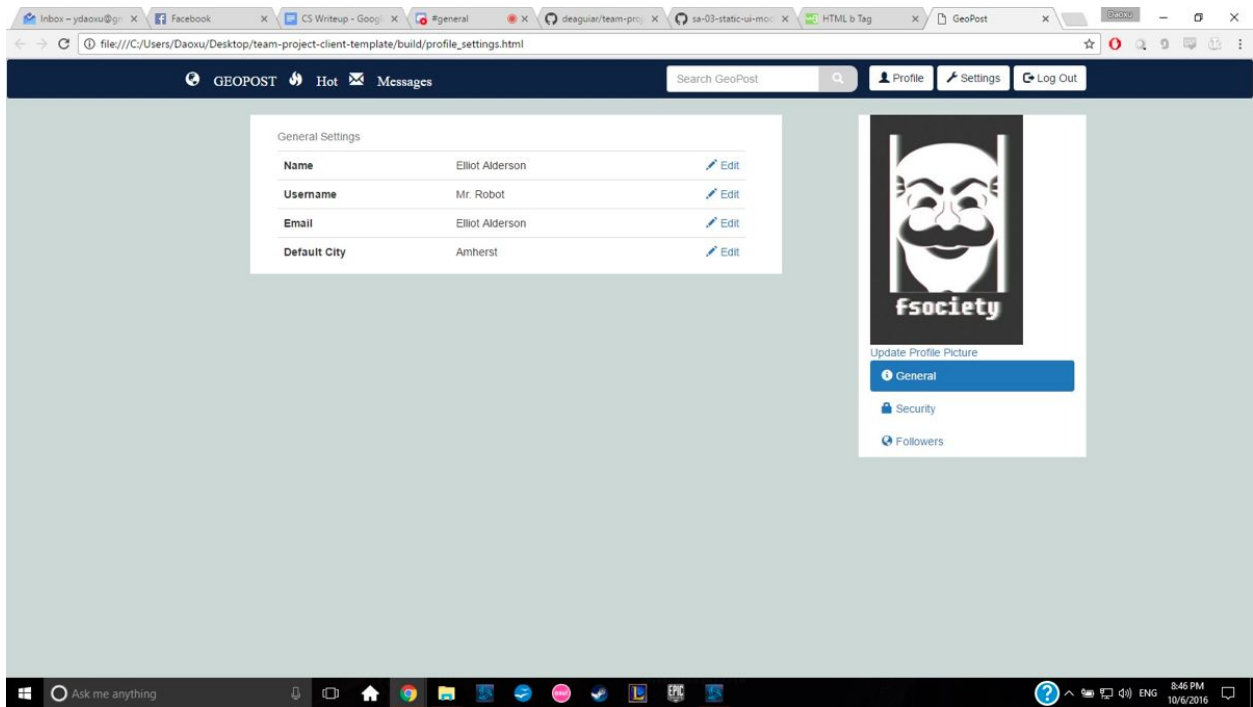 Inbox – ydaoxu@gr
Facebook
CS Writeup - Googl
#general
deaguiar/team-proj
sa-03-static-ui-moc
HTML b Tag
GeoPost
Daoxu
file:///C:/Users/Daoxu/Desktop/team-project-client-template/build/profile_settings.html
GEOPOST Hot Messages
Search GeoPost
Profile
Settings
Log Out
General Settings
Name Elliot Alderson Edit
Username Mr. Robot Edit
Email Elliot Alderson Edit
Default City Amherst Edit
fsociety
Update Profile Picture
General
Security
Followers
Ask me anything
EPIC
ENG
8:46 PM
10/6/2016